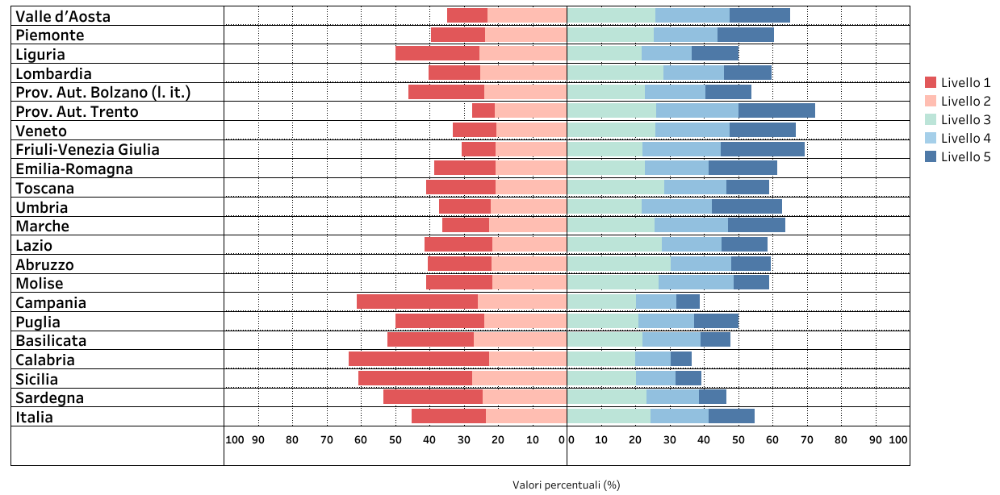 Valle d’Aosta
Piemonte
Liguria
Lombardia
Prov. Aut. Bolzano (l. it.)
Prov. Aut. Trento
Veneto
Friuli-Venezia Giulia
Emilia-Romagna
Toscana
Umbria
Marche
Lazio
Abruzzo
Molise
Campania
Puglia
Basilicata
Calabria
Sicilia
Sardegna
Italia
100 90 80 70 60 50 40 30 20 10 0 0 10 20 30 40 50 60 70 80 90 100
Valori percentuali (%)
Livello 1
Livello 2
Livello 3
Livello 4
Livello 5